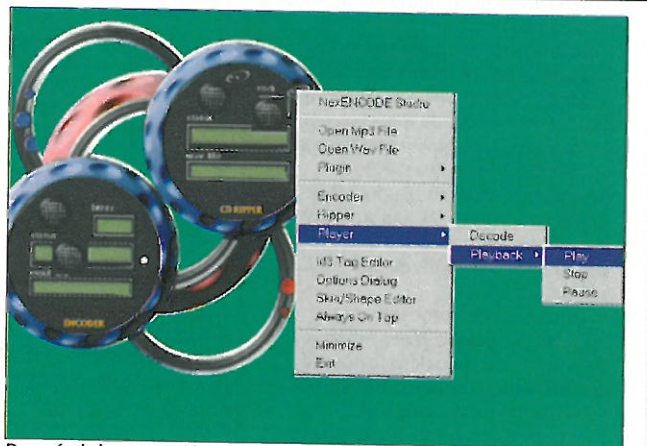 NexENCODE Studio
Open Mp3 File
Open Wav File
Plugin
Encoder
Ripper
Player
Id3 Tag Editor
Options Dialog
Skin/Shape Editor
Always On Top
Minimize
Exit
Decode
Playback
Play
Stop
Pause
CD RIPPER
ENCODER